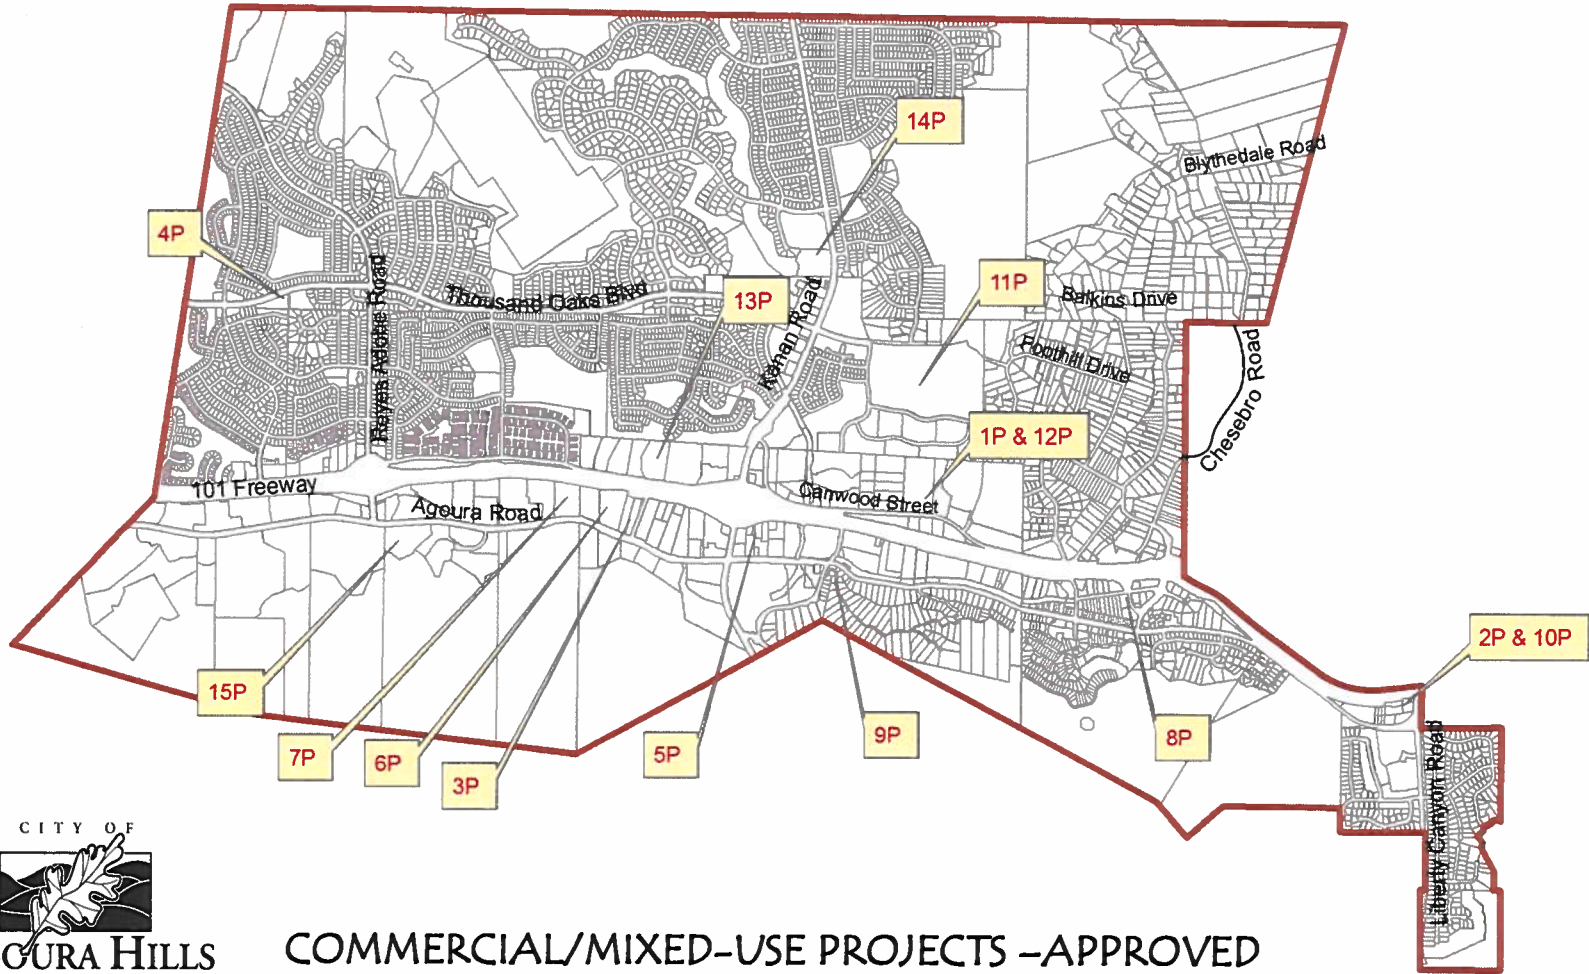 14P
Blythedale Road
4P
Reyes Adobe Road
Thousand Oaks Blvd
13P
Kanan Road
11P
Balkins Drive
Foothill Drive
Chesebro Road
1P & 12P
101 Freeway
Agoura Road
Canwood Street
2P & 10P
15P
7P
6P
3P
5P
9P
8P
Liberty Canyon Road
CITY OF
OURA HILLS
COMMERCIAL/MIXED-USE PROJECTS –APPROVED